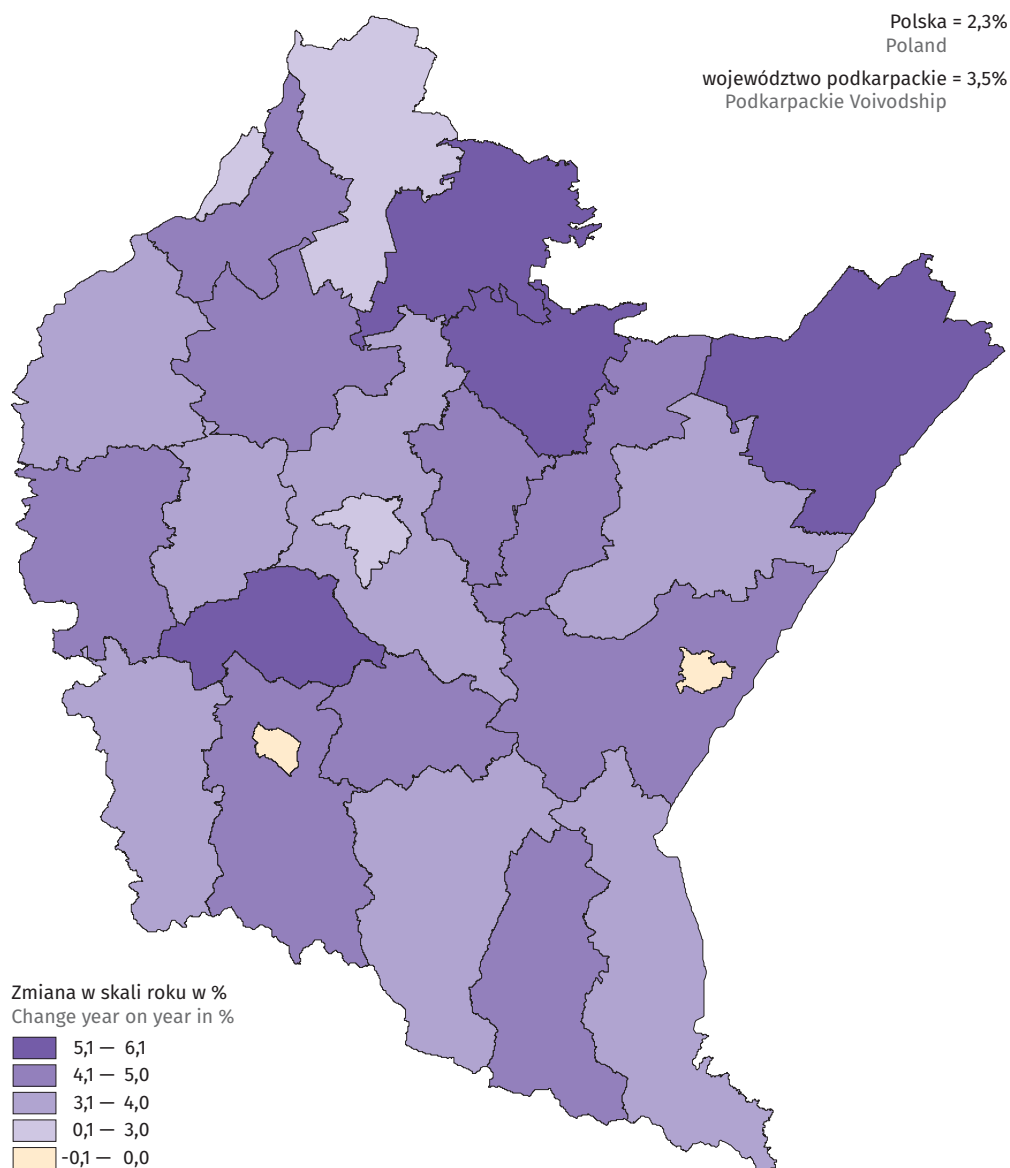 Polska = 2,3%
Poland
województwo podkarpackie = 3,5%
Podkarpackie Voivodship
Zmiana w skali roku w %
Change year on year in %
5,1 — 6,1
4,1 — 5,0
3,1 — 4,0
0,1 — 3,0
-0,1 — 0,0